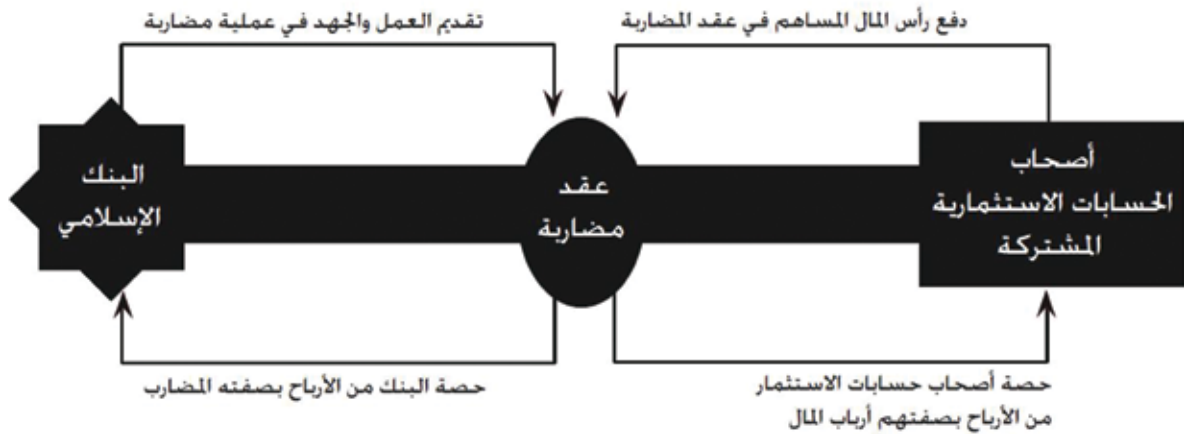 دفع رأس المال المساهم في عقد المضاربة
تقديم العمل والجهد في عملية مضاربة
أصحاب
الحسابات الاستثمارية
المشتركة
عقد
مضاربة
البنك
الإسلامي
حصة أصحاب حسابات الاستثمار
من الأرباح بصفتهم أرباب المال
حصة البنك من الأرباح بصفته المضارب